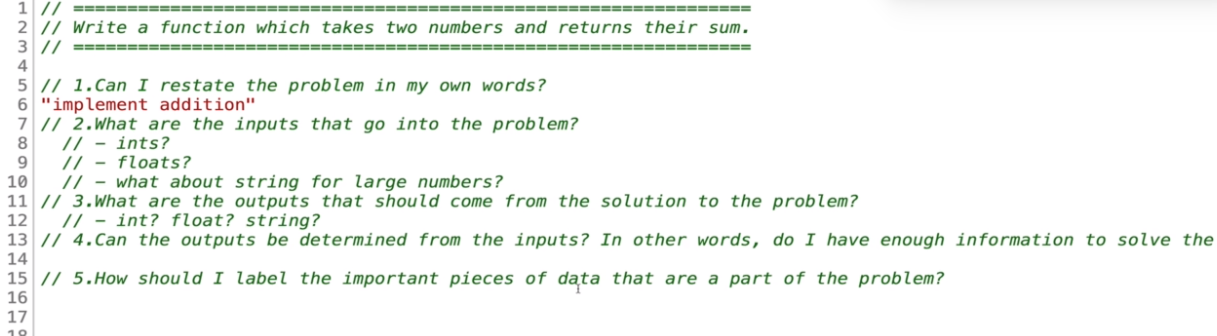 1 // ===============================================================
2 // Write a function which takes two numbers and returns their sum.
3 // ===============================================================
4
5 // 1.Can I restate the problem in my own words?
6 "implement addition"
7 // 2.What are the inputs that go into the problem?
8 // – ints?
9 // – floats?
10 // – what about string for large numbers?
11 // 3.What are the outputs that should come from the solution to the problem?
12 // – int? float? string?
13 // 4.Can the outputs be determined from the inputs? In other words, do I have enough information to solve the
14
15 // 5.How should I label the important pieces of data that are a part of the problem?
16
17
18